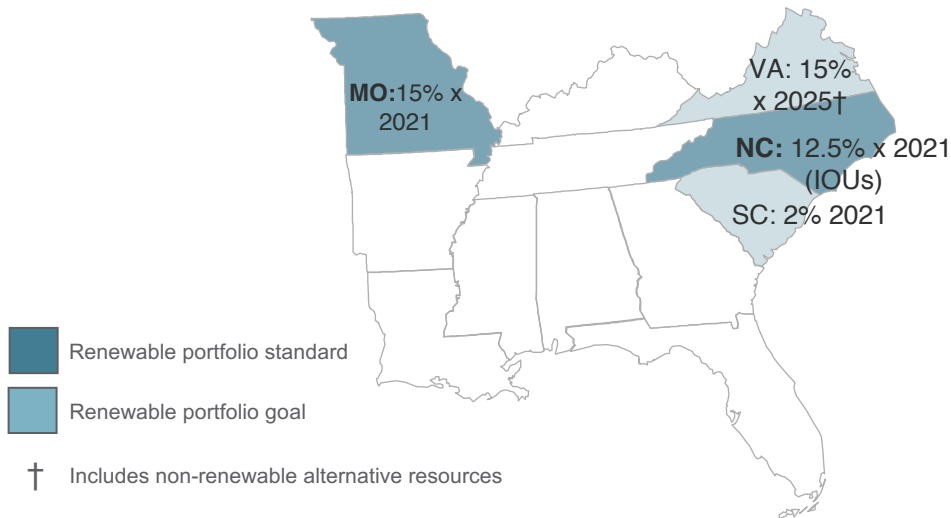 VA: 15%
x 2025†
MO:15% x
2021
NC: 12.5% x 2021
(IOUs)
SC: 2% 2021
Renewable portfolio standard
Renewable portfolio goal
† Includes non-renewable alternative resources